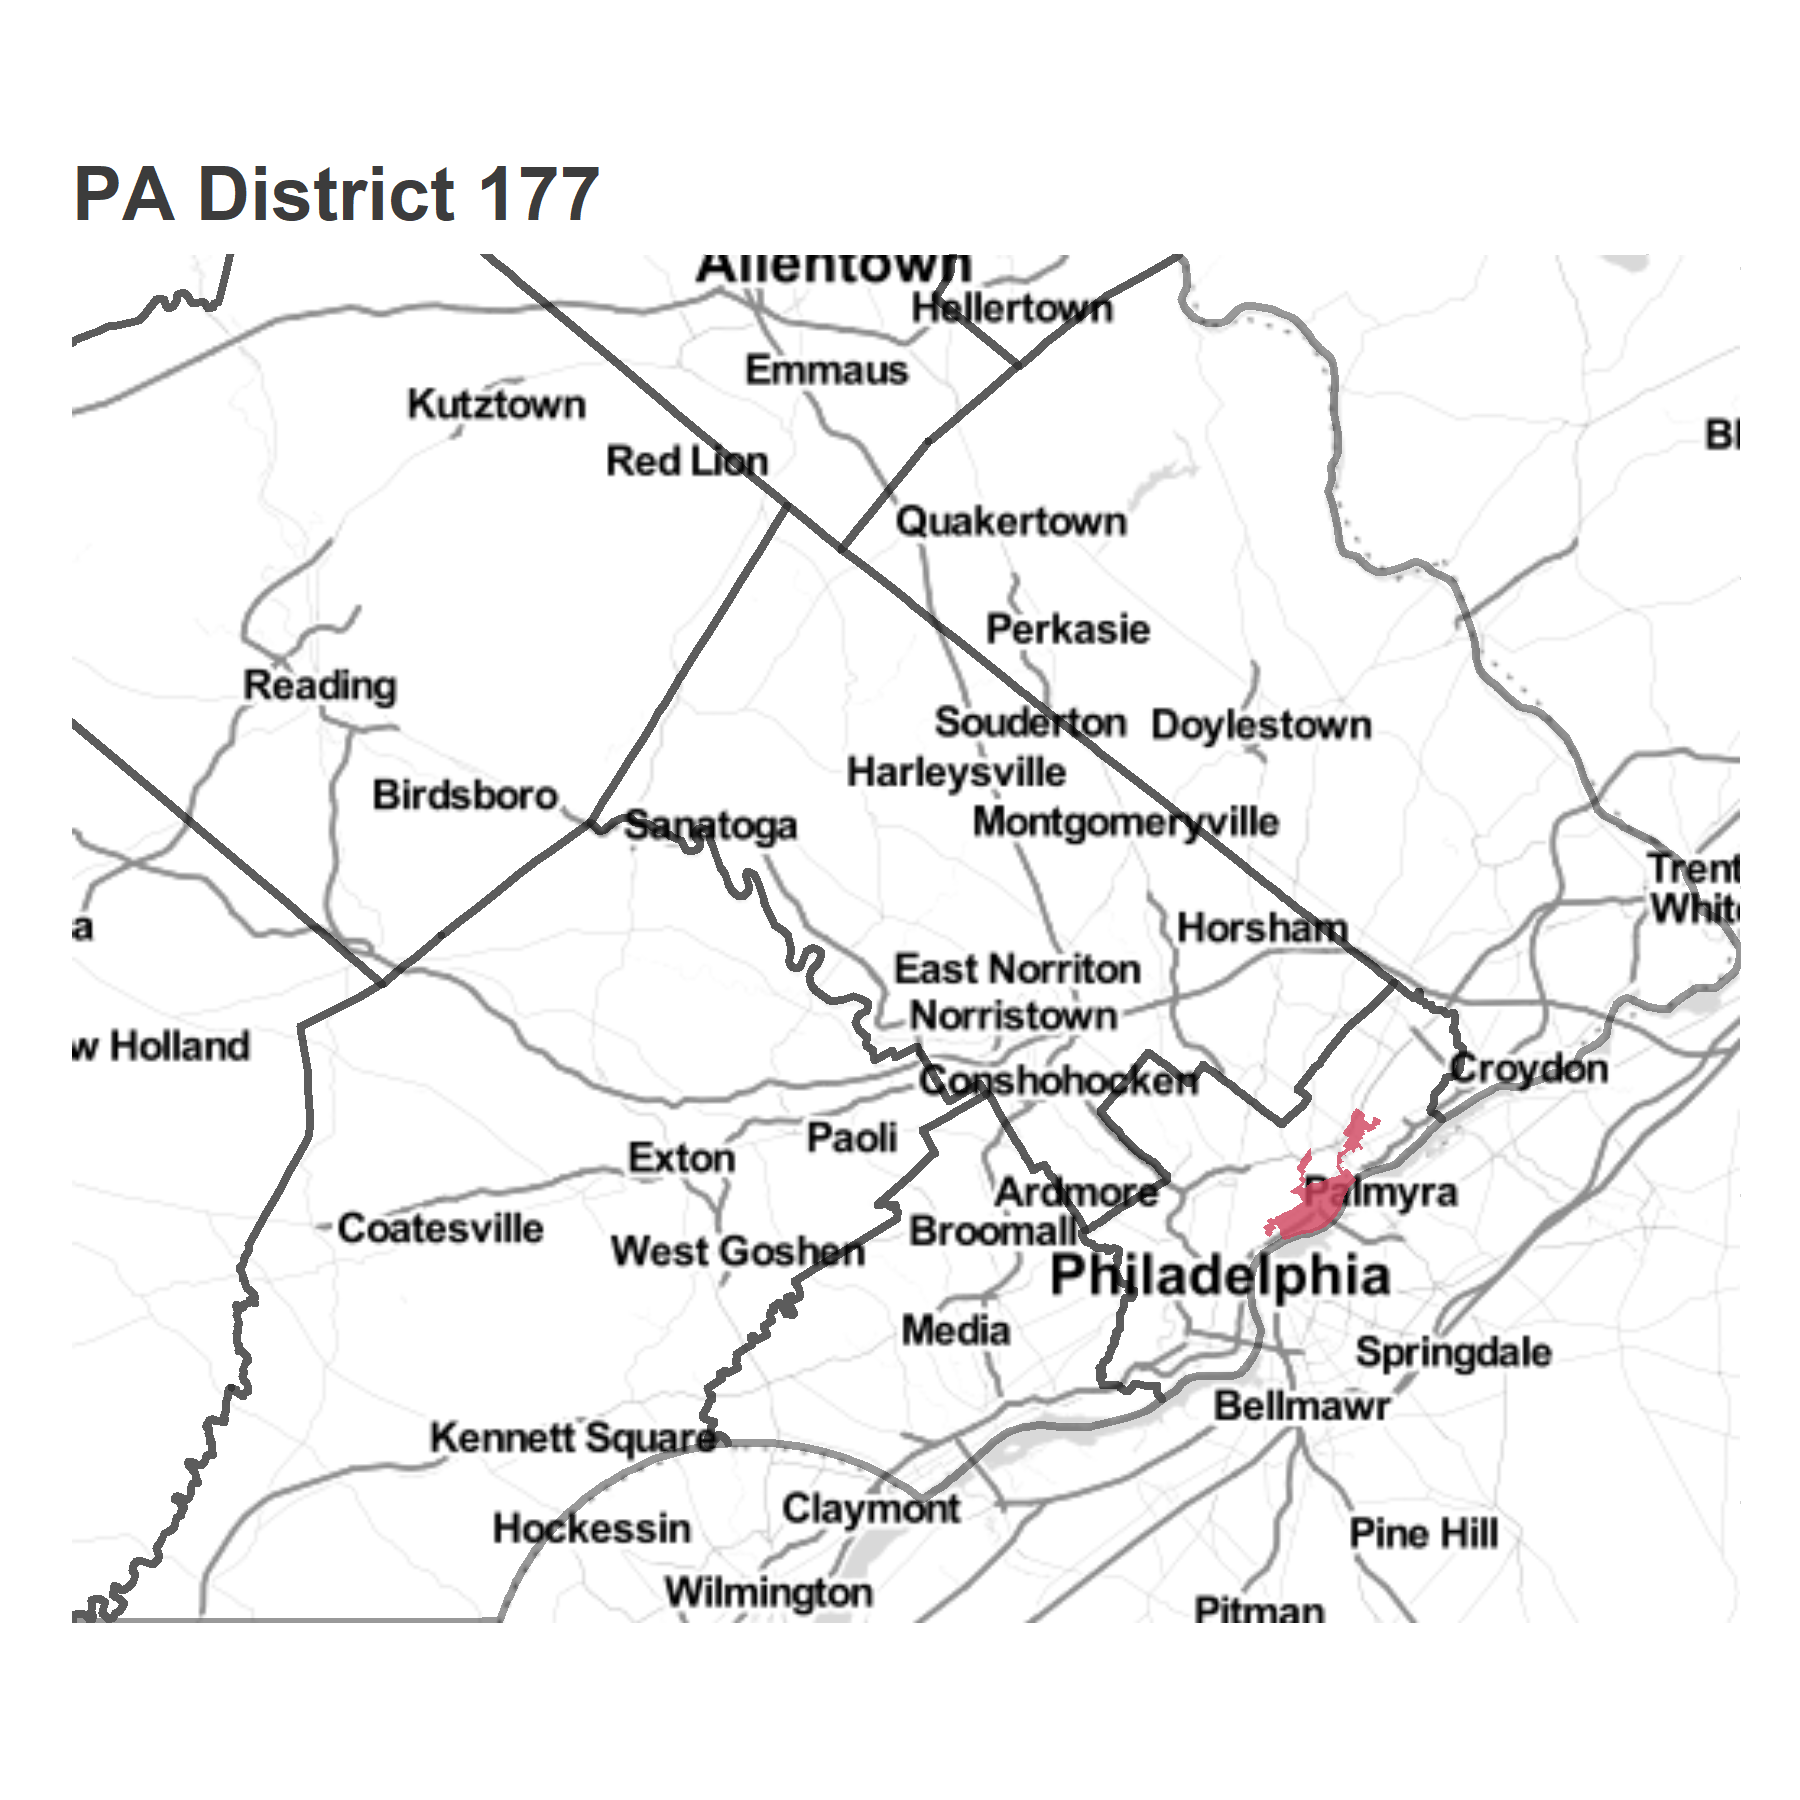 PA District 177
Allentown
Hellertown
Emmaus
Kutztown
Bl
Red Lion
Quakertown
Perkasie
Reading
Souderton
Doylestown
Harleysville
Birdsboro
Sanatoga
Montgomeryville
Trent
White
a
Horsham
East Norriton
Norristown
w Holland
Croydon
Conshohocken
Paoli
Exton
Ardmore
Palmyra
Coatesville
Broomall
West Goshen
Philadelphia
Media
Springdale
Bellmawr
Kennett Square
Claymont
Hockessin
Pine Hill
Wilmington
Pitman